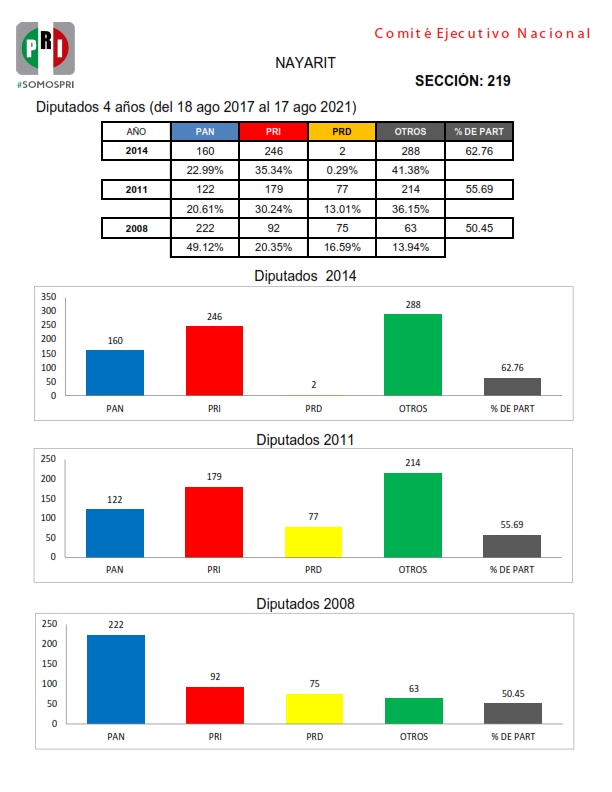 Comité Ejecutivo Nacional
PRI
#SOMOSPRI
NAYARIT
SECCIÓN: 219
Diputados 4 años (del 18 ago 2017 al 17 ago 2021)
AÑO PAN PRI PRD OTROS % DE PART
2014 160 246 2 288 62.76
22.99% 35.34% 0.29% 41.38%
2011 122 179 77 214 55.69
20.61% 30.24% 13.01% 36.15%
2008 222 92 75 63 50.45
49.12% 20.35% 16.59% 13.94%
Diputados 2014
350
300
250
200
150
100
50
0
160
246
2
288
62.76
PAN PRI PRD OTROS % DE PART
Diputados 2011
250
200
150
100
50
0
122
179
77
214
55.69
PAN PRI PRD OTROS % DE PART
Diputados 2008
250
200
150
100
50
0
222
92
75
63
50.45
PAN PRI PRD OTROS % DE PART